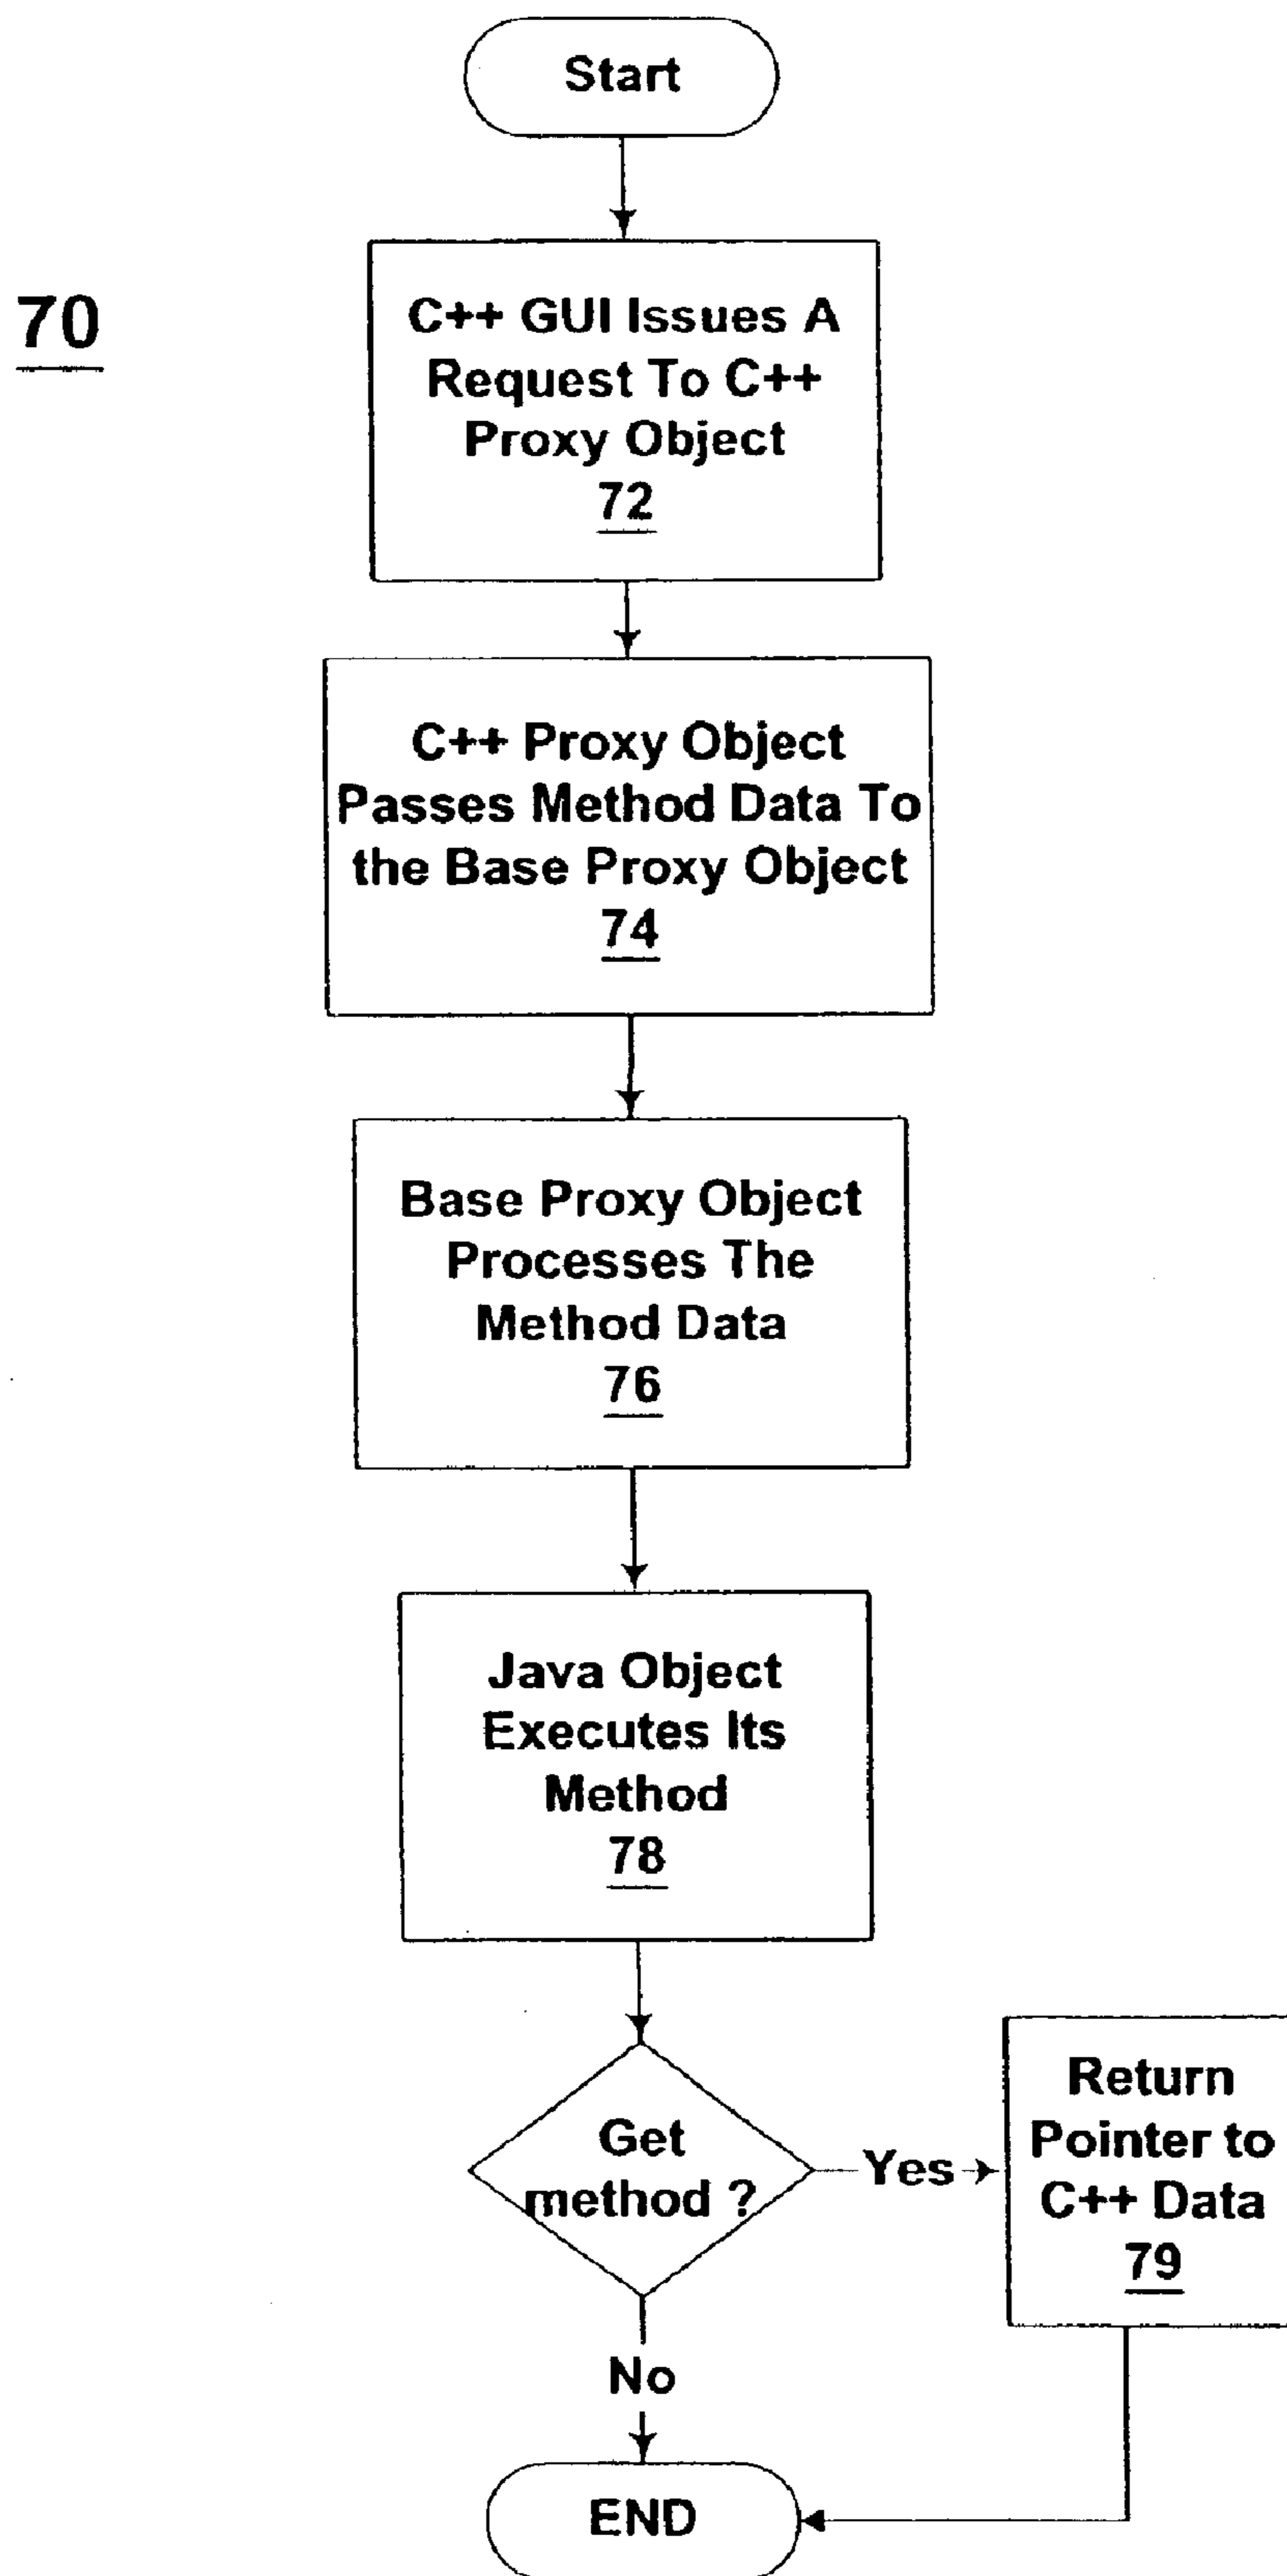 Start
70
C++ GUI Issues A
Request To C++
Proxy Object
72
C++ Proxy Object
Passes Method Data To
the Base Proxy Object
74
Base Proxy Object
Processes The
Method Data
76
Java Object
Executes Its
Method
78
Get
method ?
Yes
Return
Pointer to
C++ Data
79
No
END